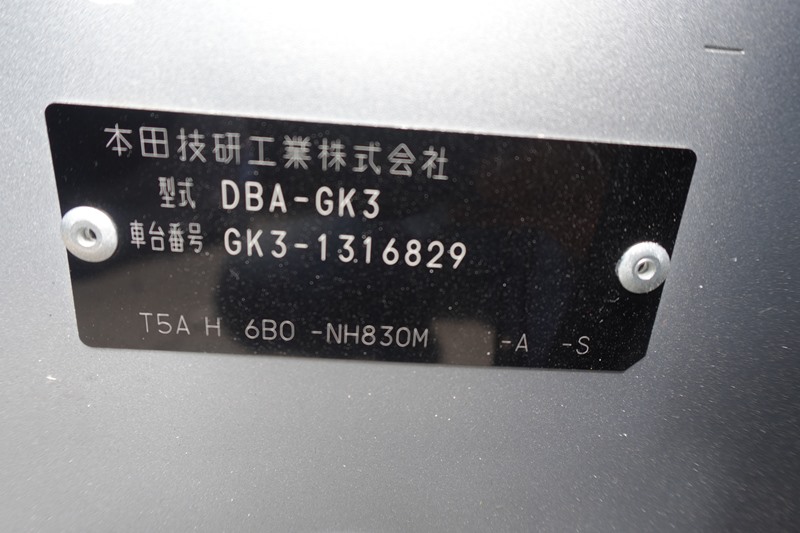 本田技研工業株式会社
型式 DBA-GK3
車台番号 GK3-1316829
T5A H 6B0 -NH830M -A -S